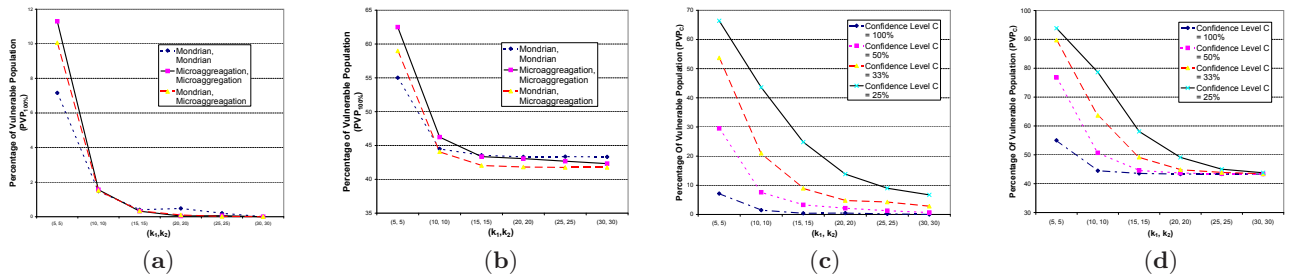 Percentage of Vulnerable Population
(PVP100%)
12
10
8
6
4
2
0
(5, 5)
(10, 10)
(15, 15)
(20, 20)
(25, 25)
(30, 30)
(k1,k2)
Mondrian,
Mondrian
Microaggreagation,
Microaggregation
Mondrian,
Microaggregation
(a)
Percentage Of Vulnerable Population
(PVP100%)
65
60
55
50
45
40
35
(5, 5)
(10, 10)
(15, 15)
(20, 20)
(25, 25)
(30, 30)
(k1,k2)
Mondrian,
Mondrian
Microaggreagation,
Microaggregation
Mondrian,
Microaggregation
(b)
Percentage Of Vulnerable Population (PVPC)
70
60
50
40
30
20
10
0
(5, 5)
(10, 10)
(15, 15)
(20, 20)
(25, 25)
(30, 30)
(k1, k2)
Confidence Level C
= 100%
Confidence Level C
= 50%
Confidence Level C
= 33%
Confidence Level C
= 25%
(c)
Percentage Of Vulnerable Population (PVPC)
100
90
80
70
60
50
40
30
(5, 5)
(10, 10)
(15, 15)
(20, 20)
(25, 25)
(30, 30)
(k1, k2)
Confidence Level C
= 100%
Confidence Level C
= 50%
Confidence Level C
= 33%
Confidence Level C
= 25%
(d)